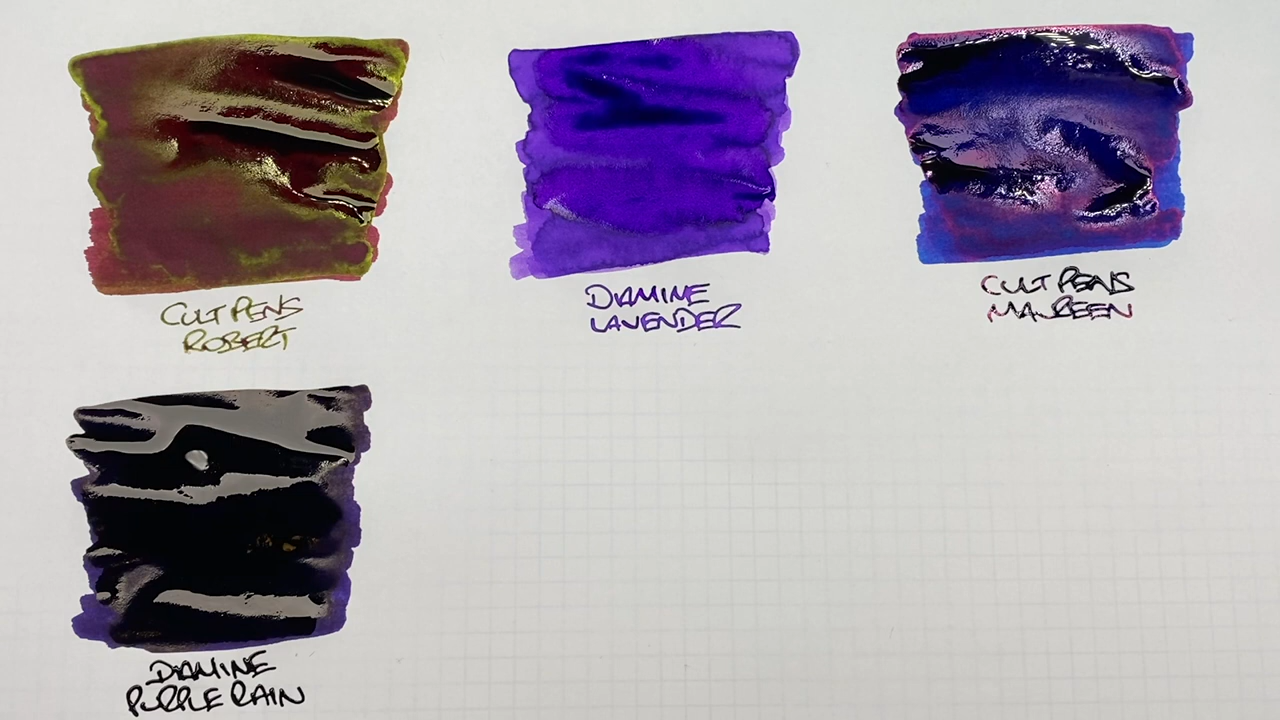 CULT PENS
ROBERT
DIAMINE
LAVENDER
CULT PENS
MAUREEN
DIAMINE
PURPLE RAIN